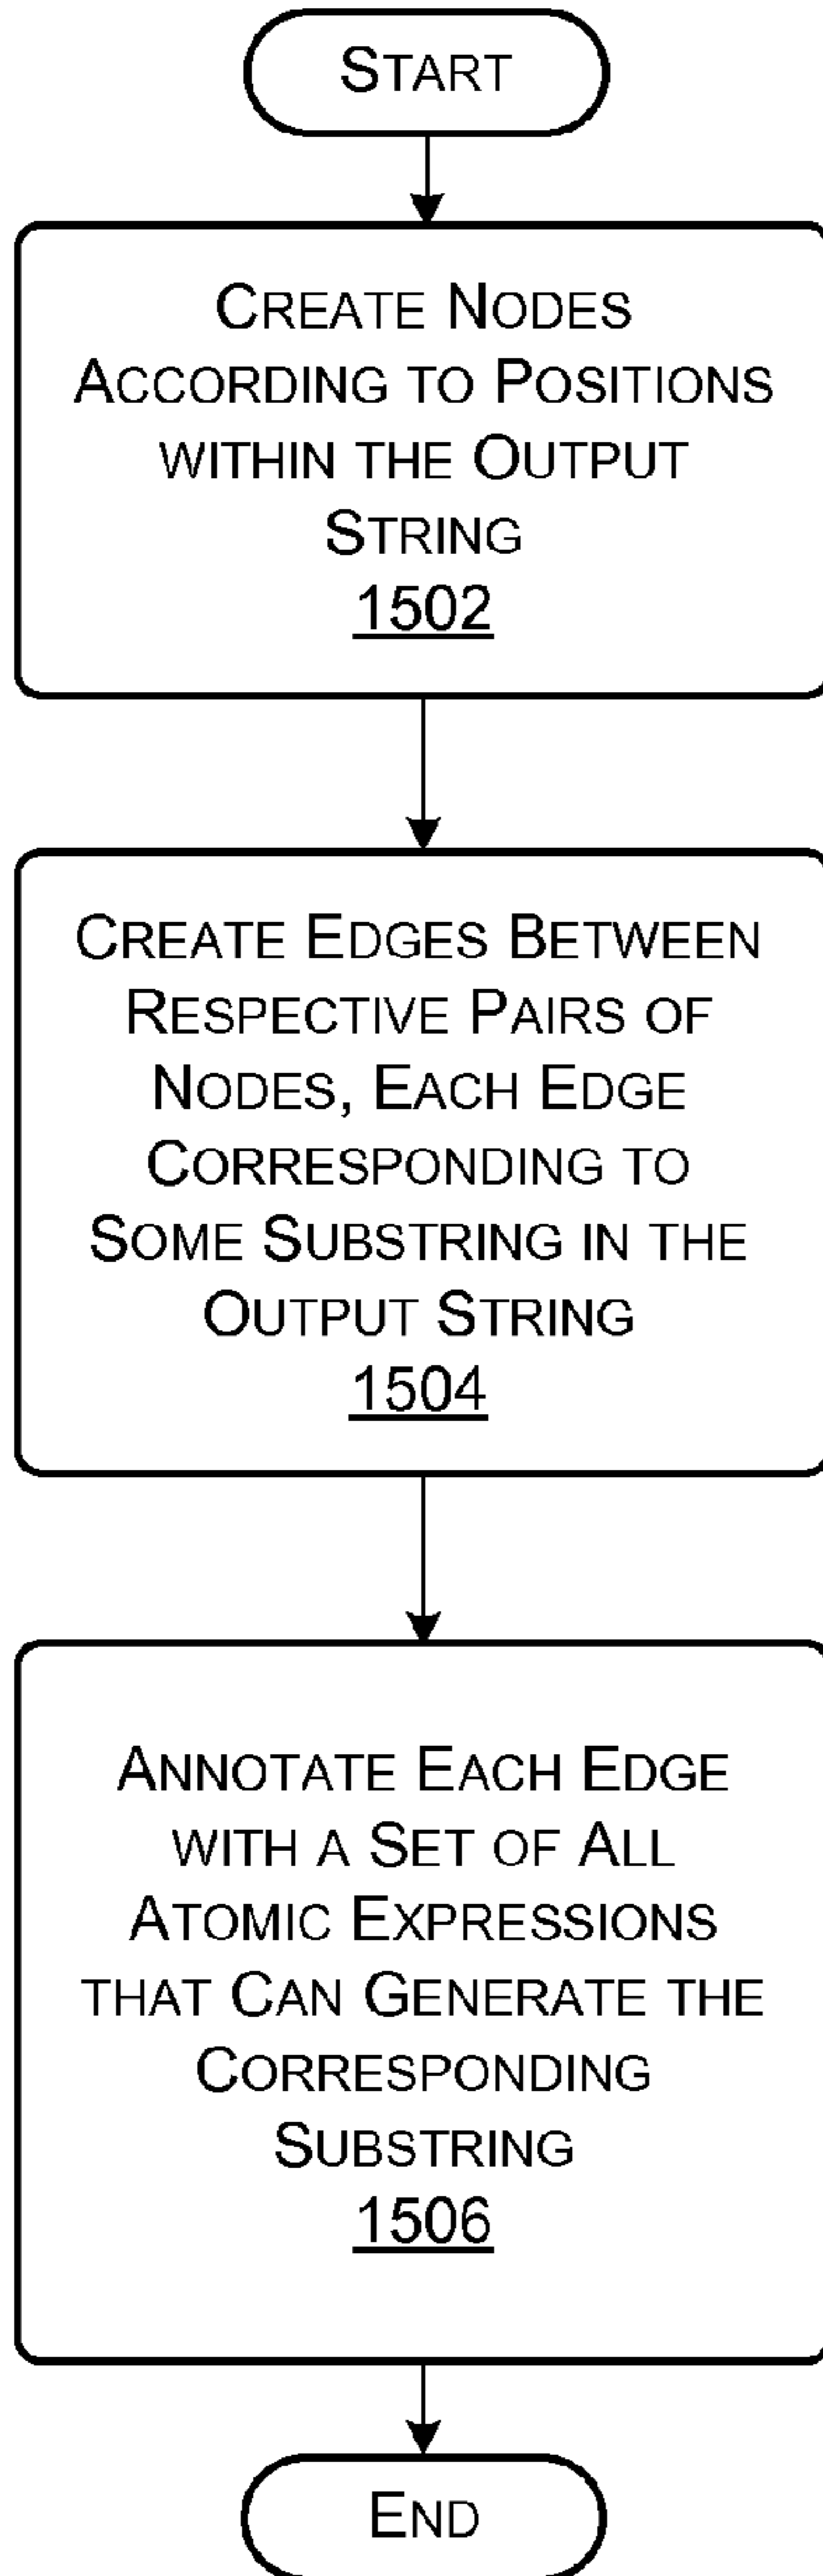 START
CREATE NODES
ACCORDING TO POSITIONS
WITHIN THE OUTPUT
STRING
1502
CREATE EDGES BETWEEN
RESPECTIVE PAIRS OF
NODES, EACH EDGE
CORRESPONDING TO
SOME SUBSTRING IN THE
OUTPUT STRING
1504
ANNOTATE EACH EDGE
WITH A SET OF ALL
ATOMIC EXPRESSIONS
THAT CAN GENERATE THE
CORRESPONDING
SUBSTRING
1506
END